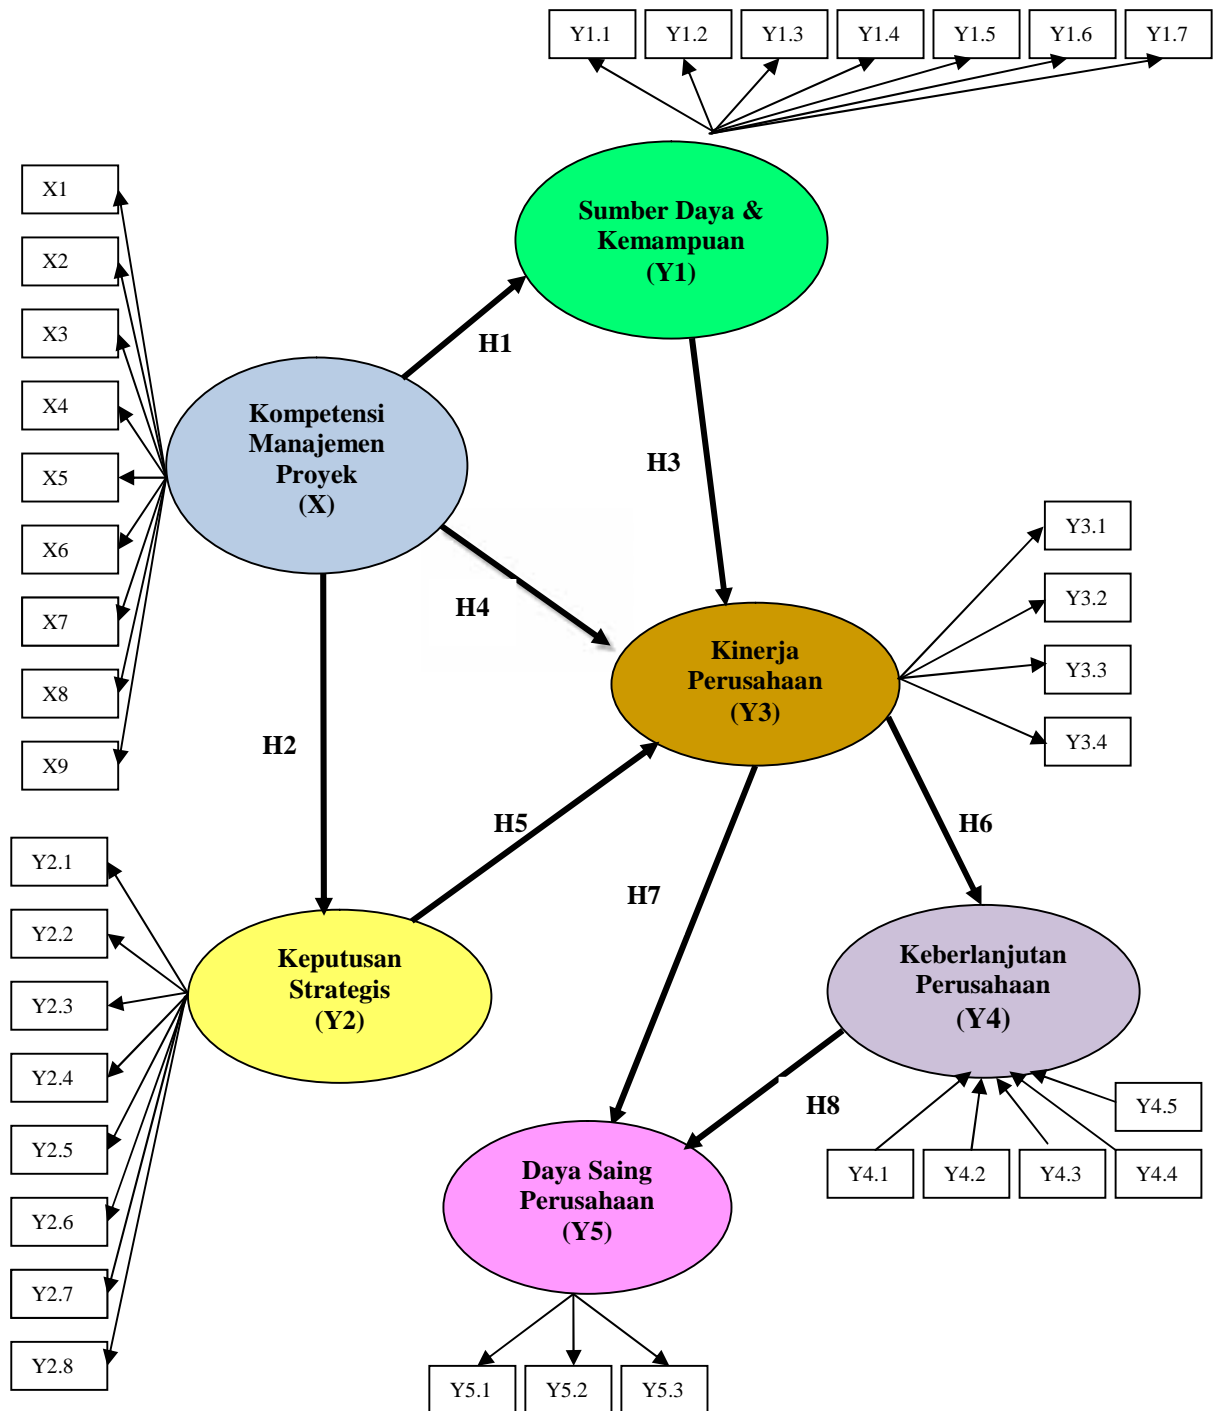 Y1.1
Y1.2
Y1.3
Y1.4
Y1.5
Y1.6
Y1.7
Sumber Daya &
Kemampuan
(Y1)
X1
X2
X3
X4
X5
X6
X7
X8
X9
H1
Kompetensi
Manajemen
Proyek
(X)
H3
H4
H2
Kinerja
Perusahaan
(Y3)
Y3.1
Y3.2
Y3.3
Y3.4
H5
H6
H7
Y2.1
Y2.2
Y2.3
Y2.4
Y2.5
Y2.6
Y2.7
Y2.8
Keputusan
Strategis
(Y2)
Keberlanjutan
Perusahaan
(Y4)
H8
Y4.5
Y4.1
Y4.2
Y4.3
Y4.4
Daya Saing
Perusahaan
(Y5)
Y5.1
Y5.2
Y5.3